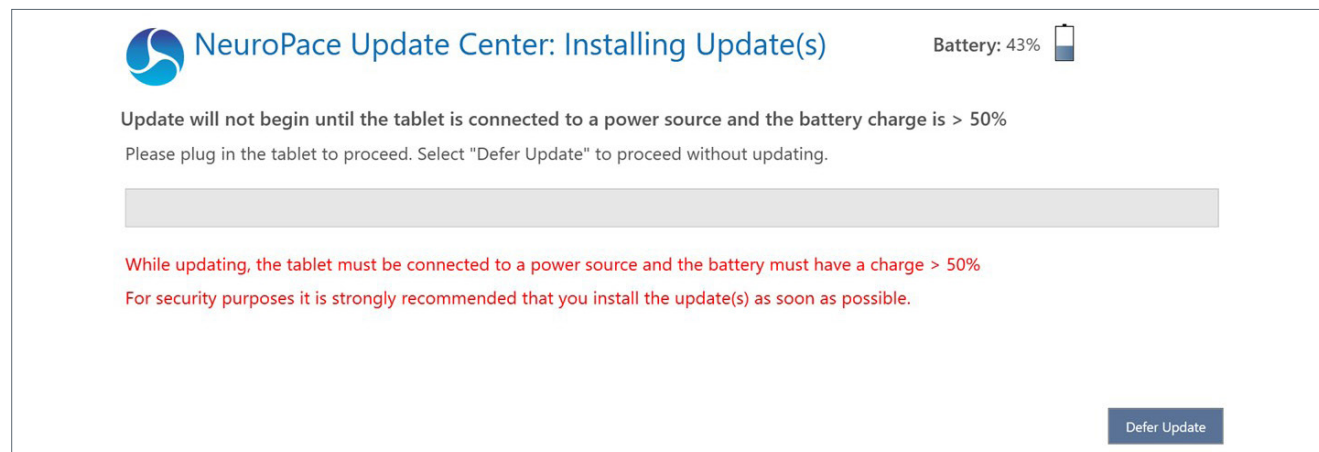 NeuroPace Update Center: Installing Update(s)
Battery: 43%
Update will not begin until the tablet is connected to a power source and the battery charge is > 50%
Please plug in the tablet to proceed. Select "Defer Update" to proceed without updating.
While updating, the tablet must be connected to a power source and the battery must have a charge > 50%
For security purposes it is strongly recommended that you install the update(s) as soon as possible.
Defer Update